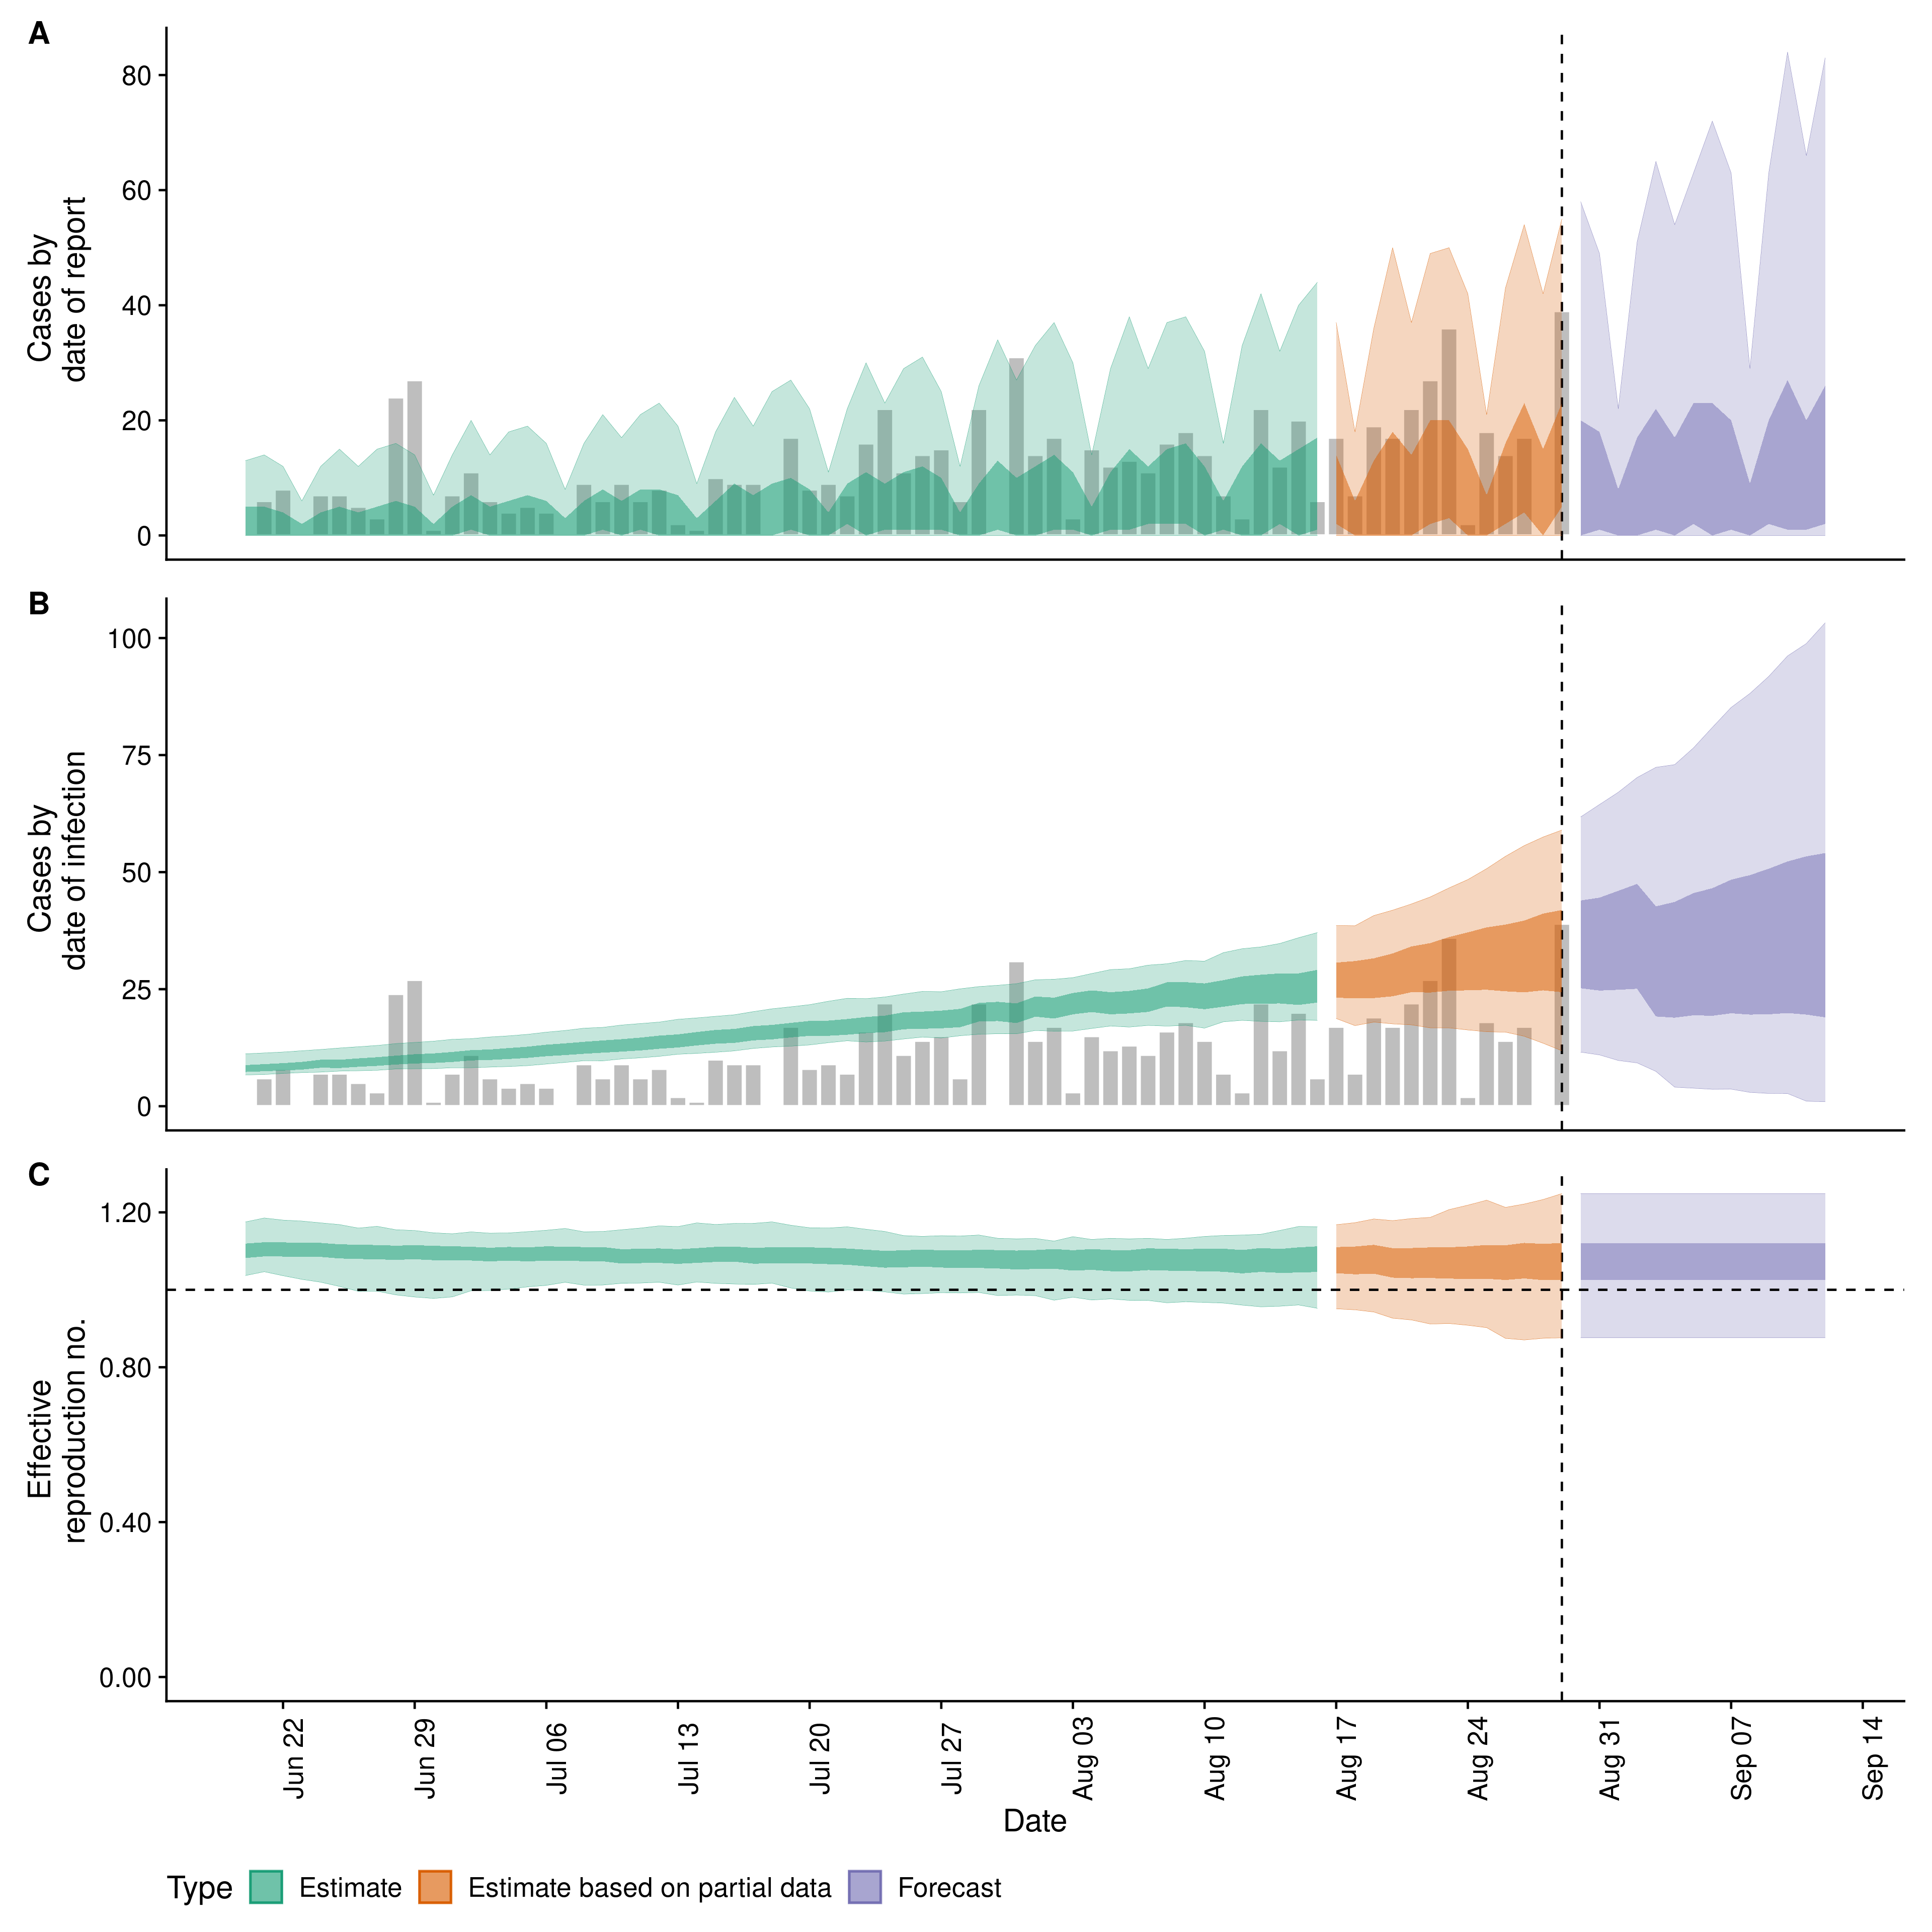 A
80
60
40
20
0
Cases by
date of report
B
100
75
50
25
0
Cases by
date of infection
C
1.20
0.80
0.40
0.00
Effective
reproduction no.
Jun 22
Jun 29
Jul 06
Jul 13
Jul 20
Jul 27
Aug 03
Aug 10
Aug 17
Aug 24
Aug 31
Sep 07
Sep 14
Date
Type Estimate Estimate based on partial data Forecast